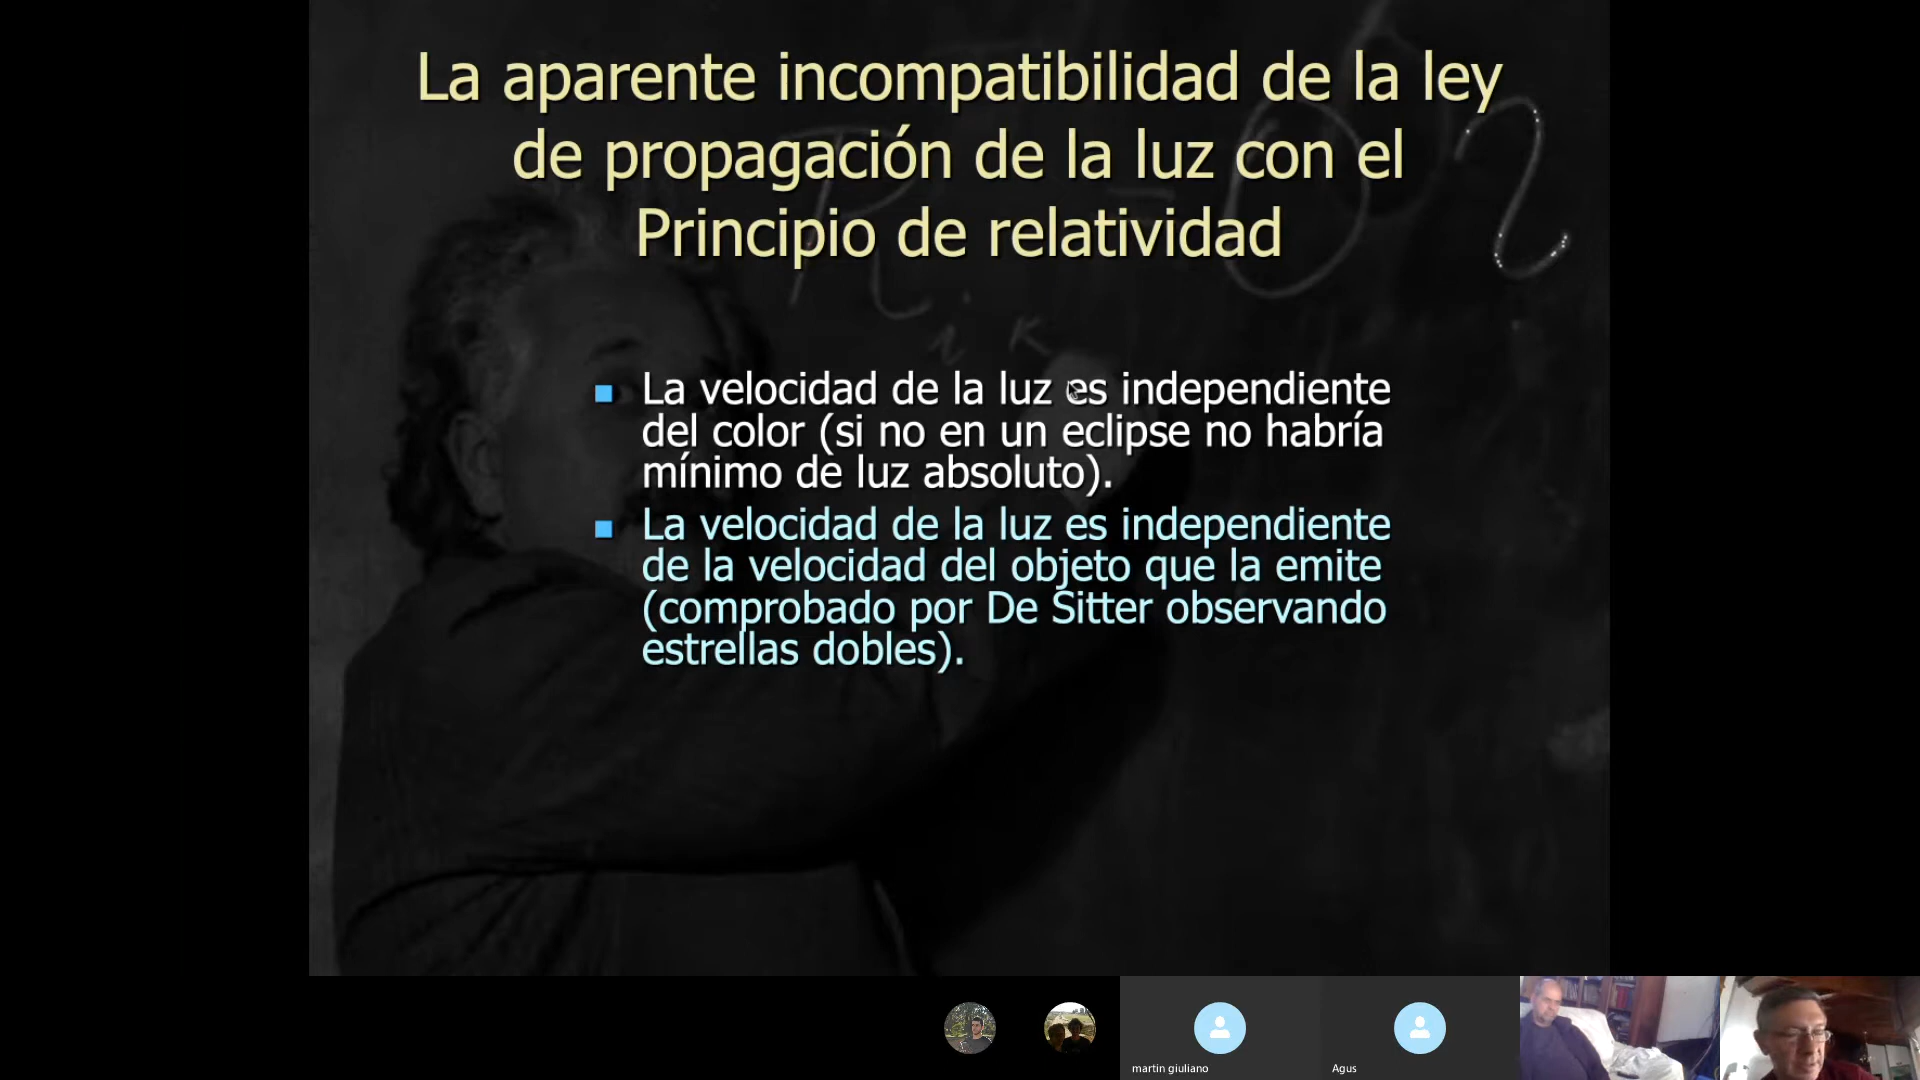 La aparente incompatibilidad de la ley
de propagación de la luz con el
Principio de relatividad
La velocidad de la luz es independiente
del color (si no en un eclipse no habría
mínimo de luz absoluto).
La velocidad de la luz es independiente
de la velocidad del objeto que la emite
(comprobado por De Sitter observando
estrellas dobles).
martin giuliano
Agus